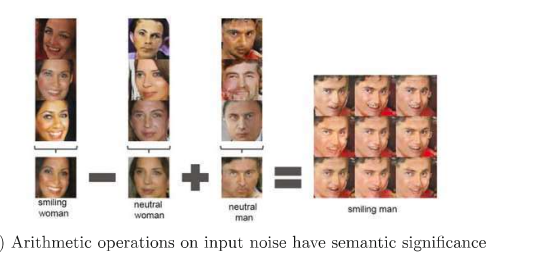 smiling
woman
neutral
woman
neutral
man
smiling man
) Arithmetic operations on input noise have semantic significance